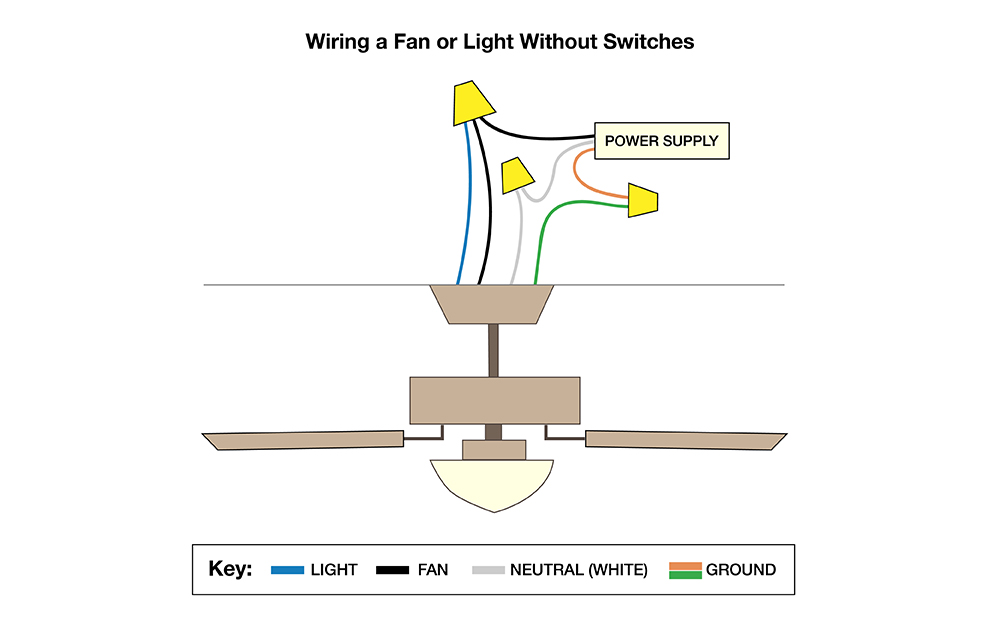 Wiring a Fan or Light Without Switches
POWER SUPPLY
Key: LIGHT FAN NEUTRAL (WHITE) GROUND